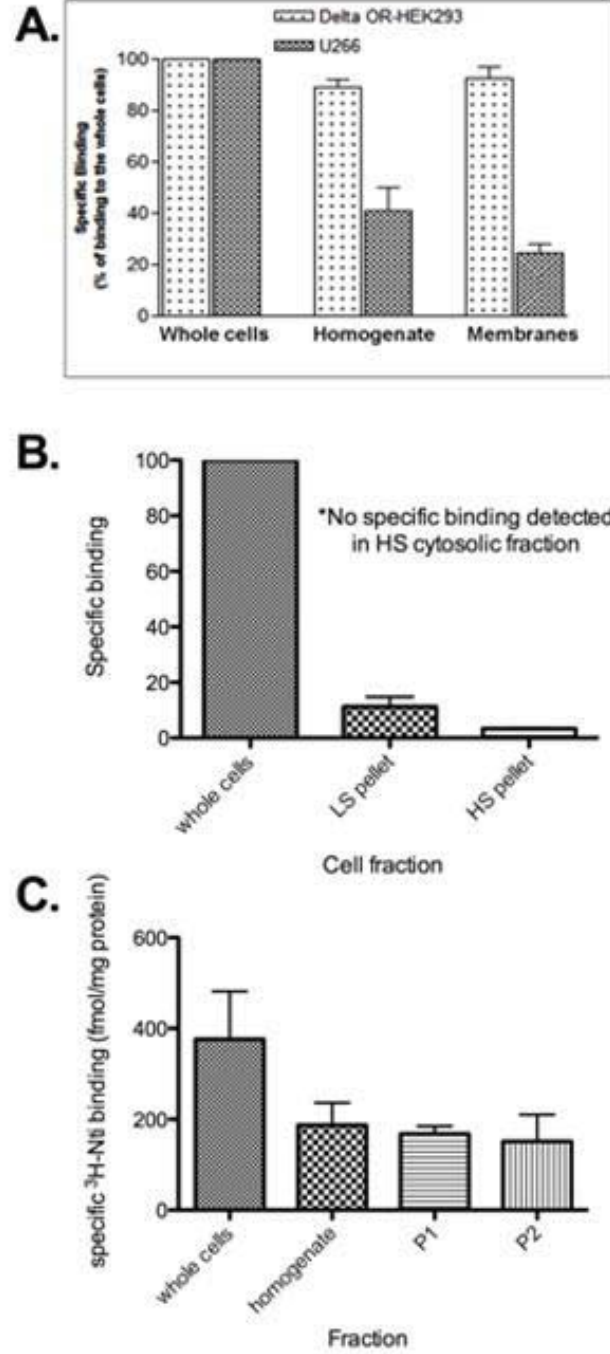 A.
Delta OR-HEK293
U266
Specific Binding
(% of binding to the whole cells)
100
80
60
40
20
0
Whole cells
Homogenate
Membranes
B.
*No specific binding detected
in HS cytosolic fraction
Specific binding
100
80
60
40
20
0
whole cells
LS pellet
HS pellet
Cell fraction
C.
specific ³H-Nti binding (fmol/mg protein)
600
400
200
0
whole cells
homogenate
P1
P2
Fraction